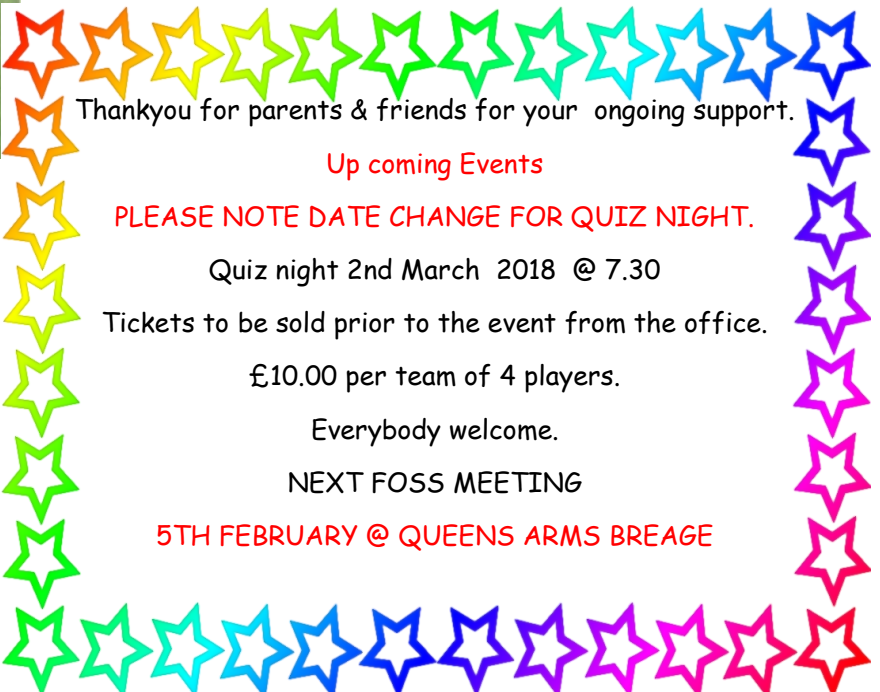 Thankyou for parents & friends for your  ongoing support.
Up coming Events
PLEASE NOTE DATE CHANGE FOR QUIZ NIGHT.
Quiz night 2nd March  2018  @ 7.30
Tickets to be sold prior to the event from the office.
£10.00 per team of 4 players.
Everybody welcome.
NEXT FOSS MEETING
5TH FEBRUARY @ QUEENS ARMS BREAGE